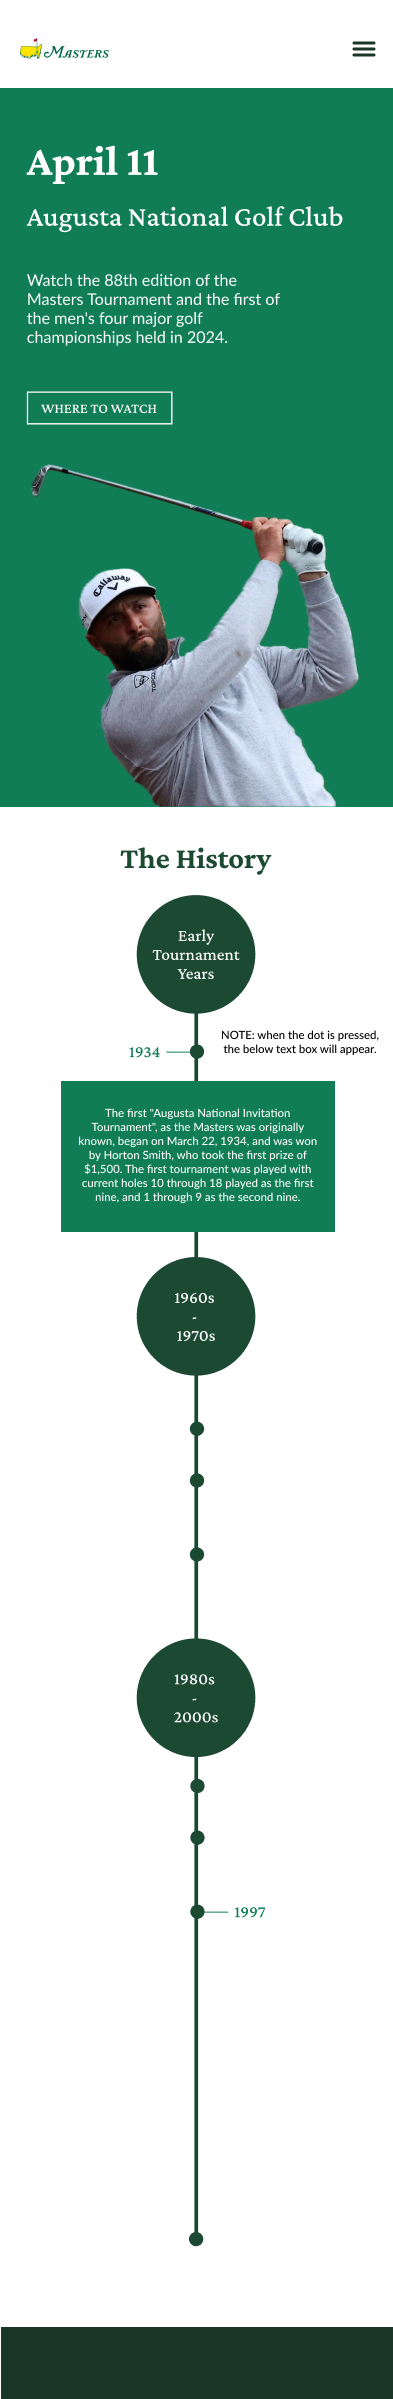 Masters
April 11
Augusta National Golf Club
Watch the 88th edition of the
Masters Tournament and the first of
the men's four major golf
championships held in 2024.
WHERE TO WATCH
Callaway
The History
Early
Tournament
Years
NOTE: when the dot is pressed,
the below text box will appear.
1934
The first "Augusta National Invitation
Tournament", as the Masters was originally
known, began on March 22, 1934, and was won
by Horton Smith, who took the first prize of
$1,500. The first tournament was played with
current holes 10 through 18 played as the first
nine, and 1 through 9 as the second nine.
1960s
-
1970s
1980s
-
2000s
1997